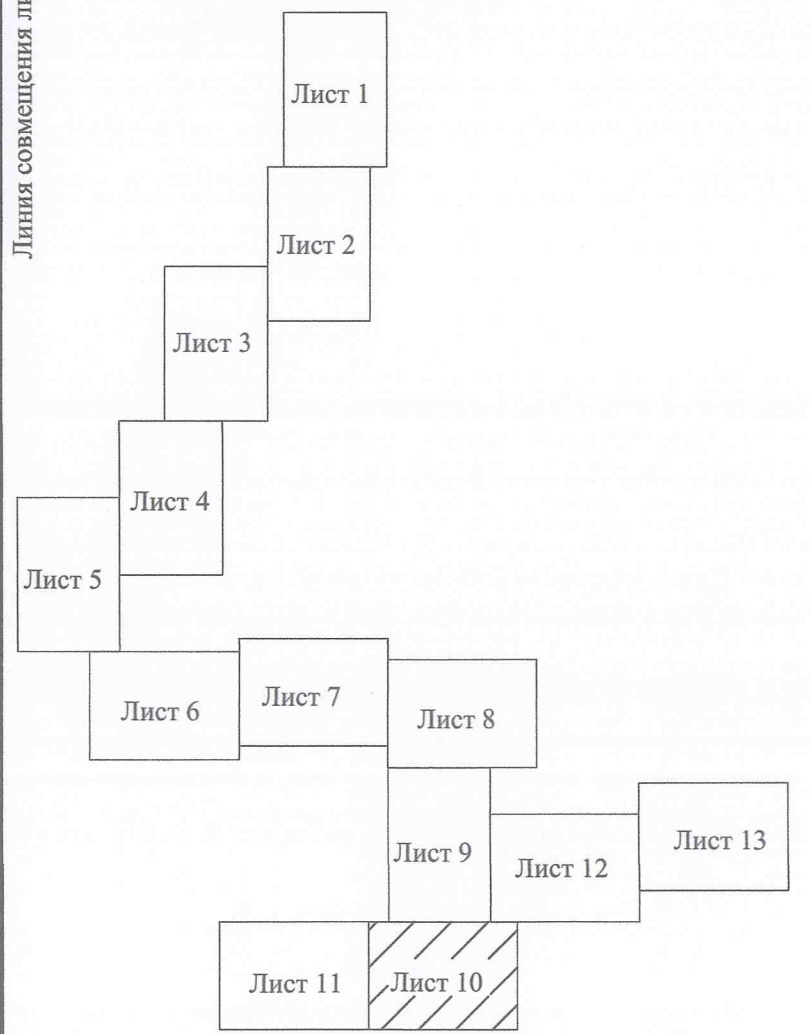 Линия совмещения
Лист 1
Лист 2
Лист 3
Лист 4
Лист 5
Лист 6
Лист 7
Лист 8
Лист 9
Лист 12
Лист 13
Лист 11
Лист 10